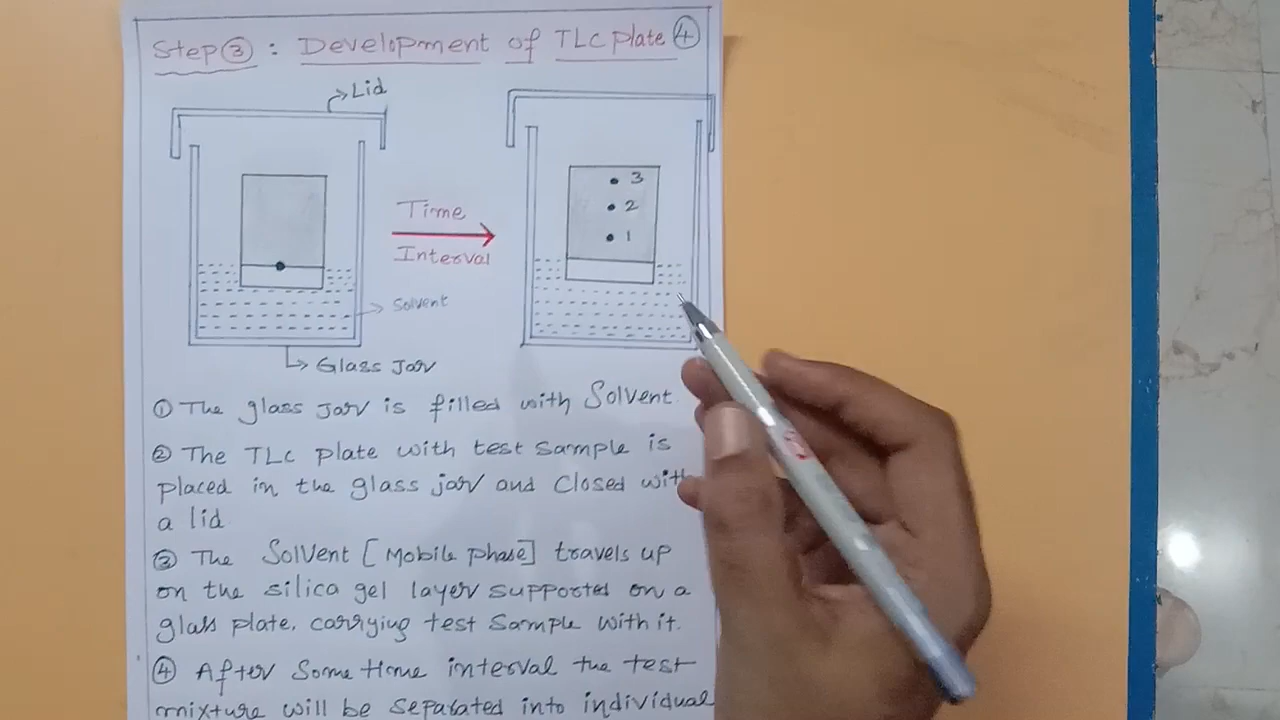 Step ③ : Development of TLC plate ④
Lid
3
2
1
Time
Interval
Solvent
Glass Jar
① The glass jar is filled with Solvent.
② The TLC plate with test sample is
placed in the glass jar and closed with
a lid
③ The Solvent [Mobile phase] travels up
on the silica gel layer supported on a
glass plate, carrying test sample with it.
④ After Some time interval the test
mixture will be separated into individual